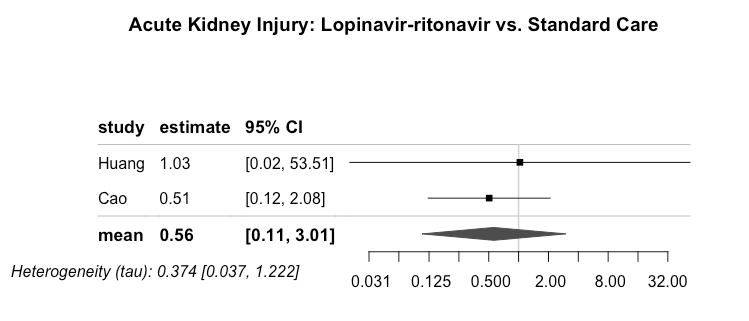 Acute Kidney Injury: Lopinavir-ritonavir vs. Standard Care
study estimate 95% CI
Huang 1.03 [0.02, 53.51]
Cao 0.51 [0.12, 2.08]
mean 0.56 [0.11, 3.01]
Heterogeneity (tau): 0.374 [0.037, 1.222]
0.031 0.125 0.500 2.00 8.00 32.00